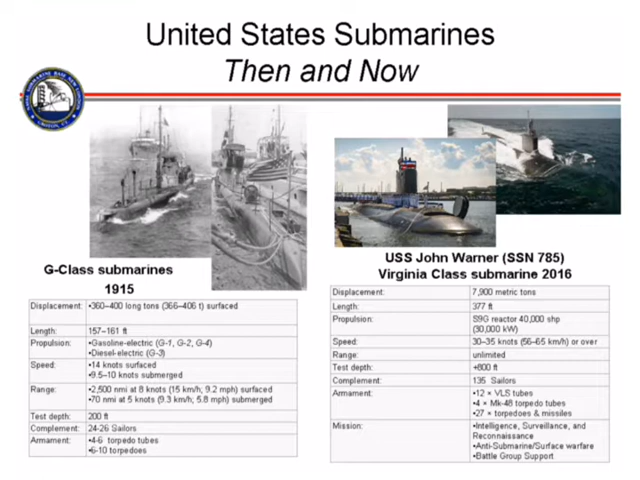 United States Submarines
Then and Now
G-Class submarines
1915
Displacement: •360–400 long tons (366–406 t) surfaced
Length: 157–161 ft
Propulsion: •Gasoline-electric (G-1, G-2, G-4)
•Diesel-electric (G-3)
Speed: •14 knots surfaced
•9.5–10 knots submerged
Range: •2,500 nmi at 8 knots (15 km/h; 9.2 mph) surfaced
•70 nmi at 5 knots (9.3 km/h; 5.8 mph) submerged
Test depth: 200 ft
Complement: 24-26 Sailors
Armament: •4-6 torpedo tubes
•6-10 torpedoes
USS John Warner (SSN 785)
Virginia Class submarine 2016
Displacement: 7,900 metric tons
Length: 377 ft
Propulsion: S9G reactor 40,000 shp
(30,000 kW)
Speed: 30–35 knots (56–65 km/h) or over
Range: unlimited
Test depth: +800 ft
Complement: 135 Sailors
Armament: •12 × VLS tubes
•4 × Mk-48 torpedo tubes
•27 × torpedoes & missiles
Mission: •Intelligence, Surveillance, and
Reconnaissance
•Anti-Submarine/Surface warfare
•Battle Group Support